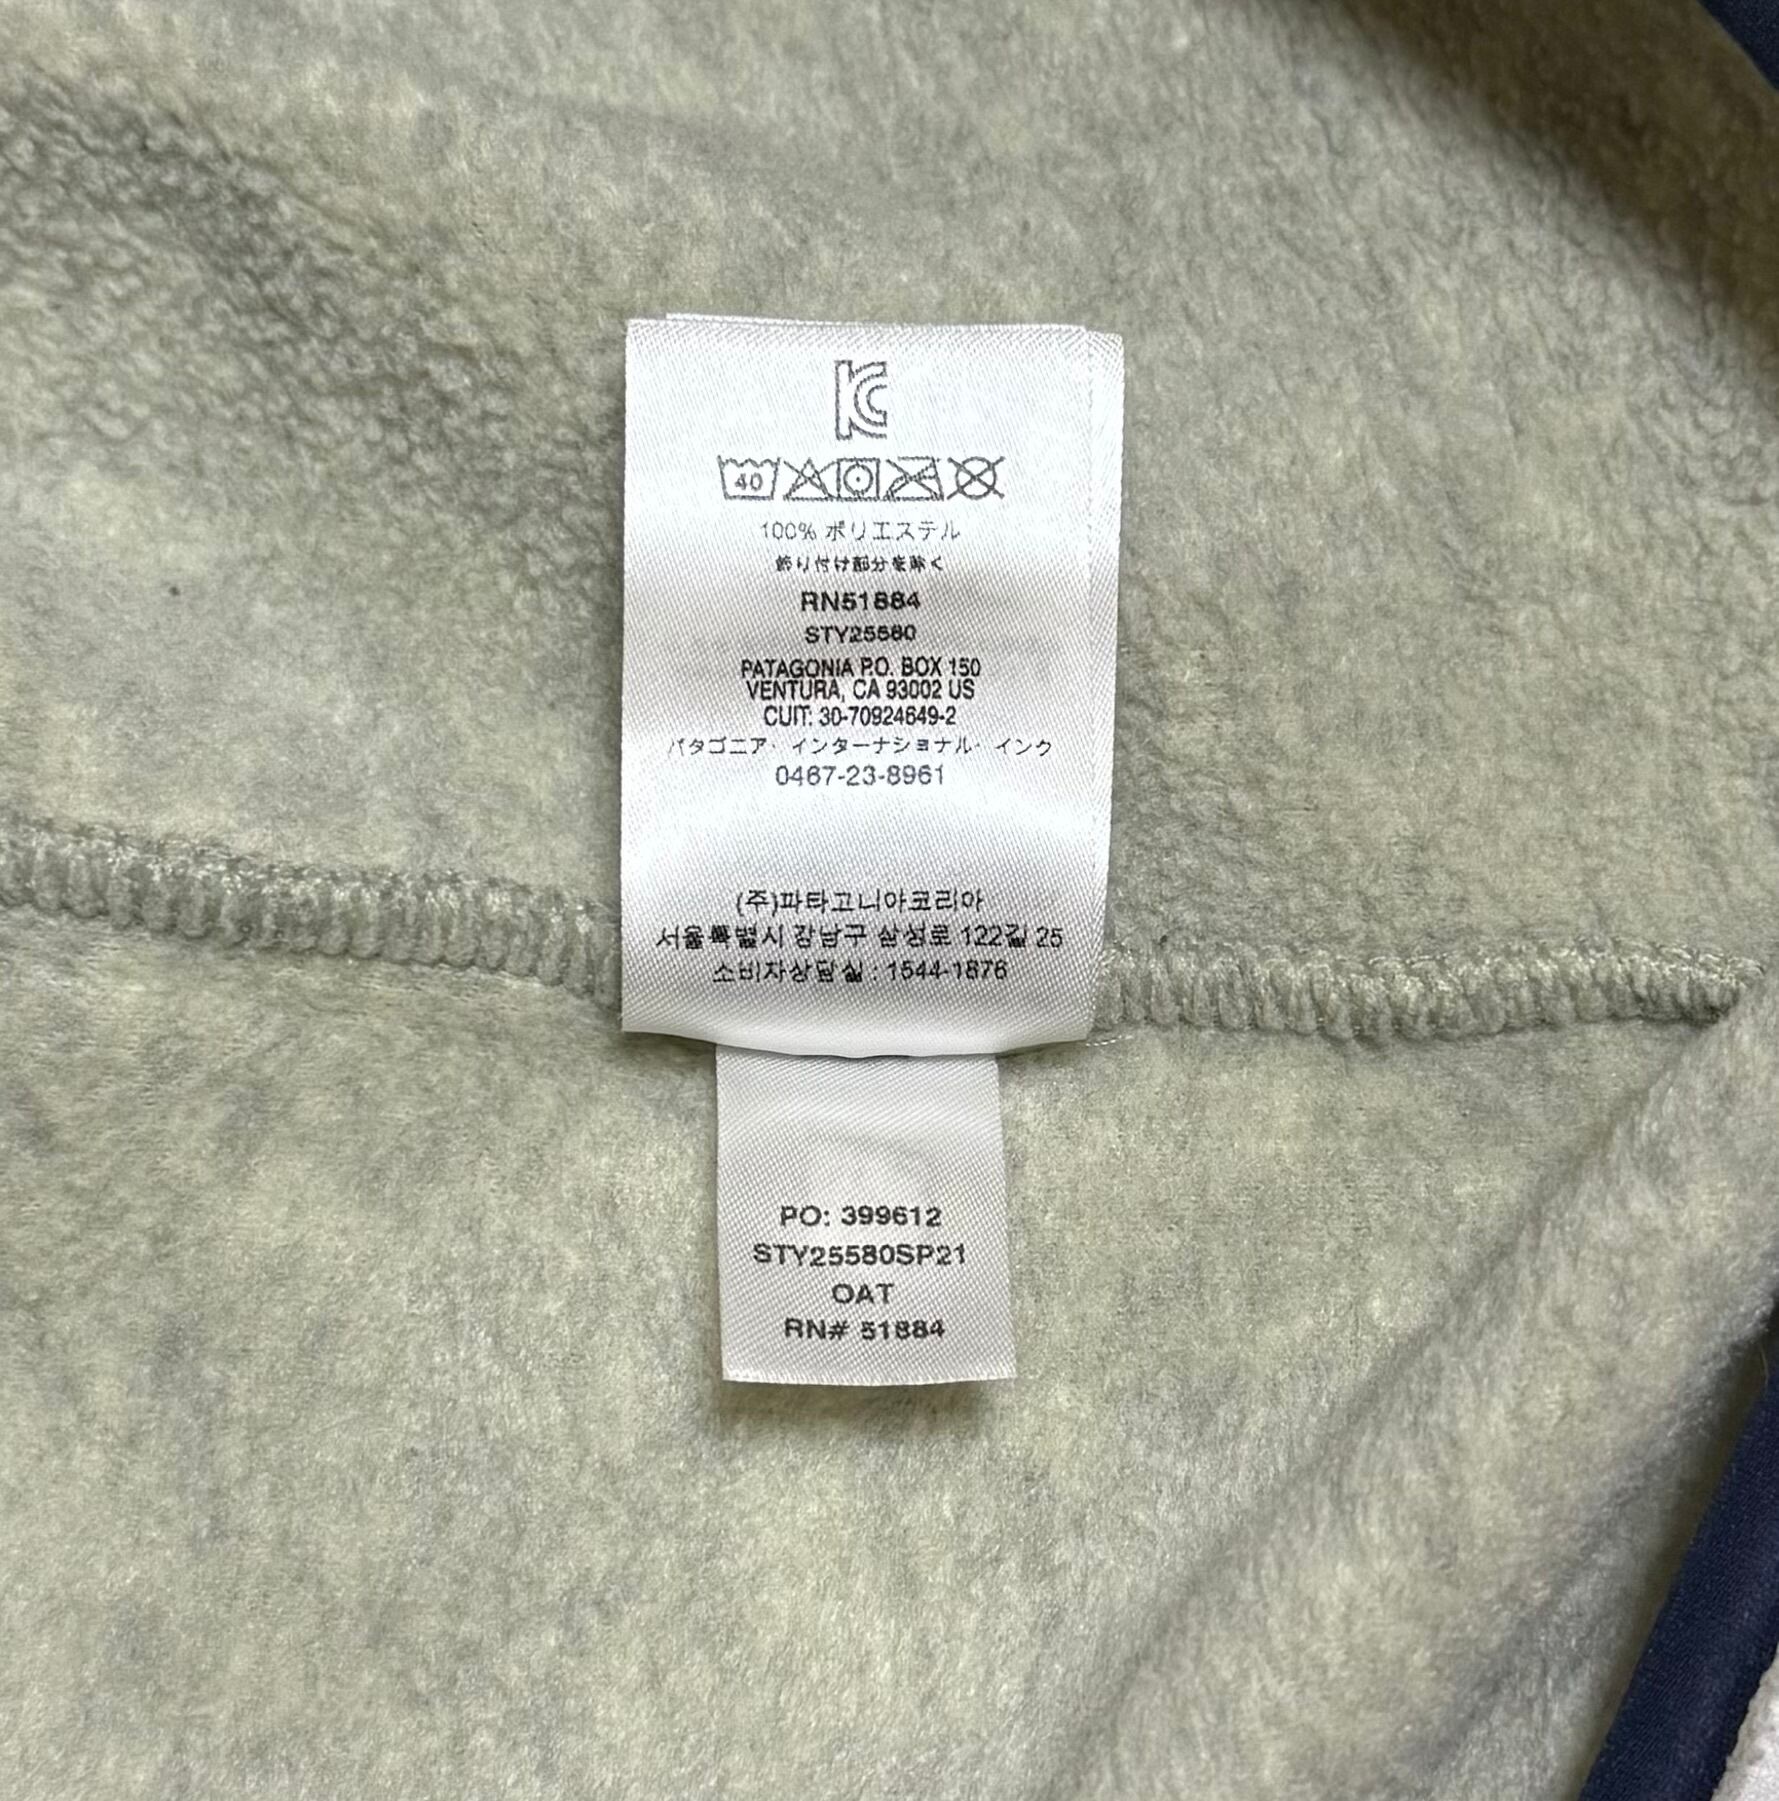 KC
40
100% ポリエステル
飾り付け部分を除く
RN51884
STY25580
PATAGONIA P.O. BOX 150
VENTURA, CA 93002 US
CUIT: 30-70924649-2
パタゴニア・インターナショナル・インク
0467-23-8961
(주)파타고니아코리아
서울특별시 강남구 삼성로 122길 25
소비자상담실 : 1544-1876
PO: 399612
STY25580SP21
OAT
RN# 51884